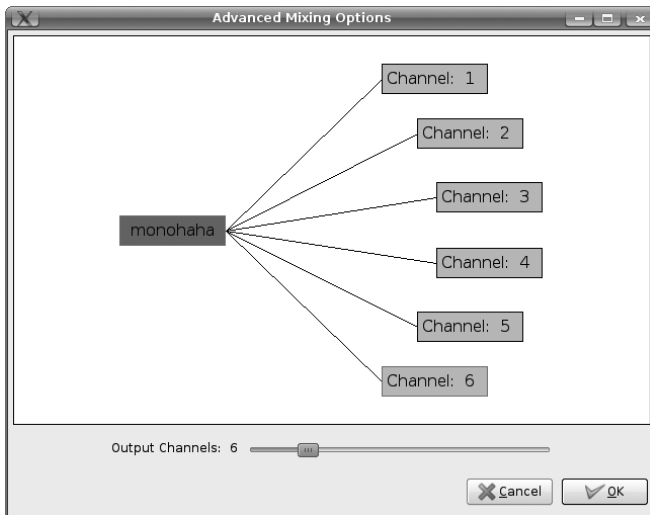 Advanced Mixing Options
Channel: 1
Channel: 2
Channel: 3
monohaha
Channel: 4
Channel: 5
Channel: 6
Output Channels: 6
Cancel
OK